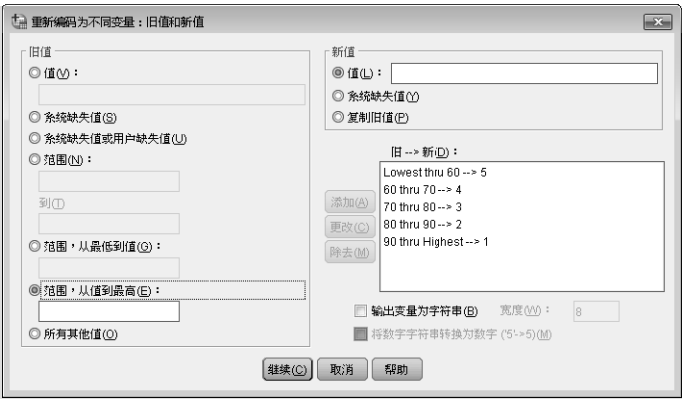 重新编码为不同变量：旧值和新值
旧值
值(V)：
系统缺失值(S)
系统缺失值或用户缺失值(U)
范围(N)：
到(T)
范围，从最低到值(G)：
范围，从值到最高(E)：
所有其他值(O)
新值
值(L)：
系统缺失值(Y)
复制旧值(P)
旧 --> 新(D)：
添加(A)
更改(C)
除去(M)
Lowest thru 60 --> 5
60 thru 70 --> 4
70 thru 80 --> 3
80 thru 90 --> 2
90 thru Highest --> 1
输出变量为字符串(B) 宽度(W)： 8
将数字字符串转换为数字 ('5'->5)(M)
继续(C) 取消 帮助